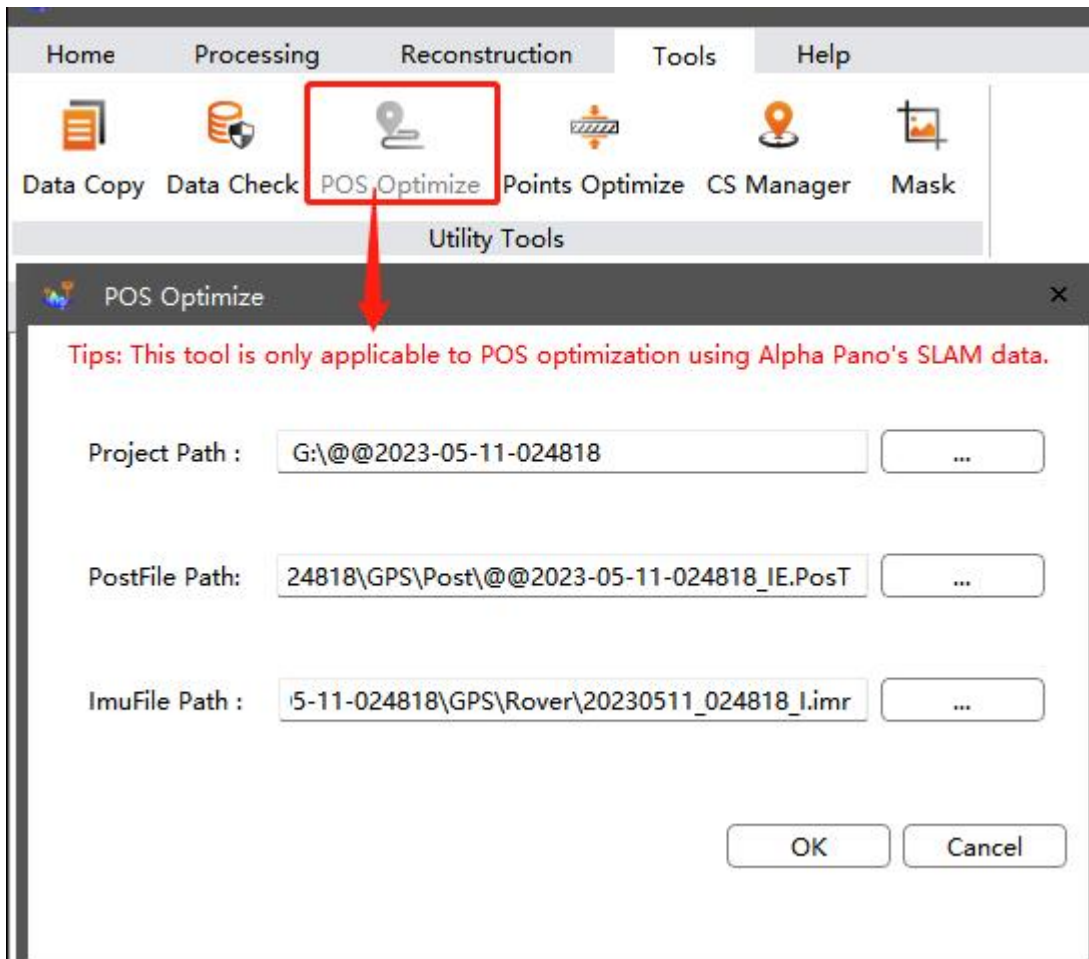 Home Processing Reconstruction Tools Help
Data Copy Data Check POS Optimize Points Optimize CS Manager Mask
Utility Tools
POS Optimize
Tips: This tool is only applicable to POS optimization using Alpha Pano's SLAM data.
Project Path : G:\@@2023-05-11-024818 ...
PostFile Path: 24818\GPS\Post\@@2023-05-11-024818_IE.PosT ...
ImuFile Path : 5-11-024818\GPS\Rover\20230511_024818_I.imr ...
OK Cancel